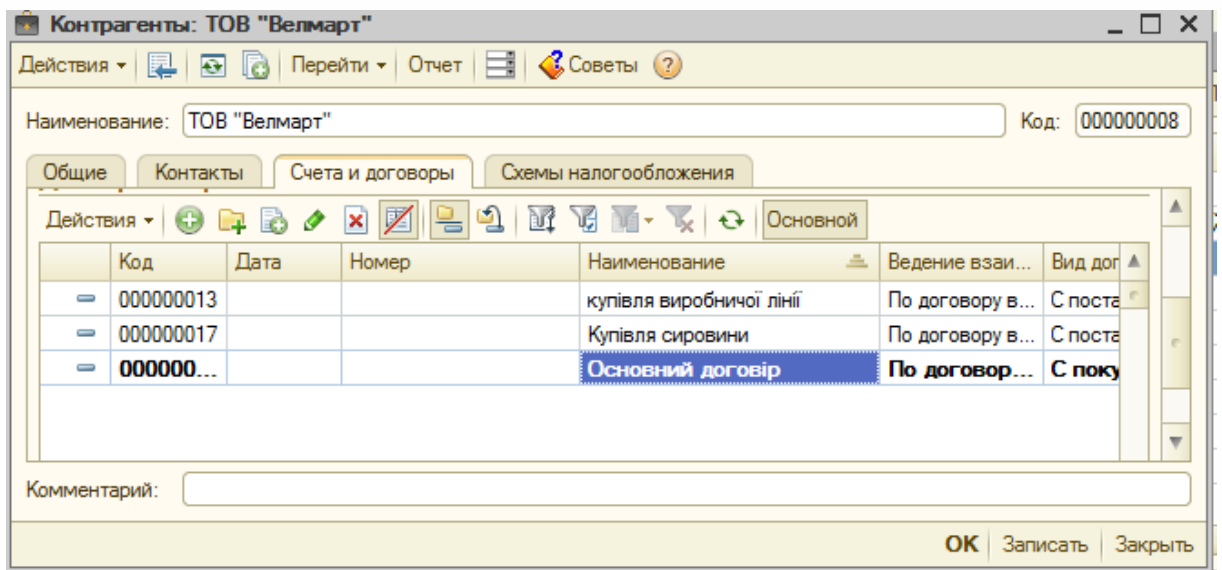 Контрагенты: ТОВ "Велмарт"
Действия Перейти Отчет Советы
Наименование: ТОВ "Велмарт" Код: 000000008
Общие Контакты Счета и договоры Схемы налогообложения
Действия Основной
Код Дата Номер Наименование Ведение взаи... Вид дог
000000013 купівля виробничої лінії По договору в... С поста
000000017 Купівля сировини По договору в... С поста
000000... Основний договір По договор... С поку
Комментарий:
OK Записать Закрыть